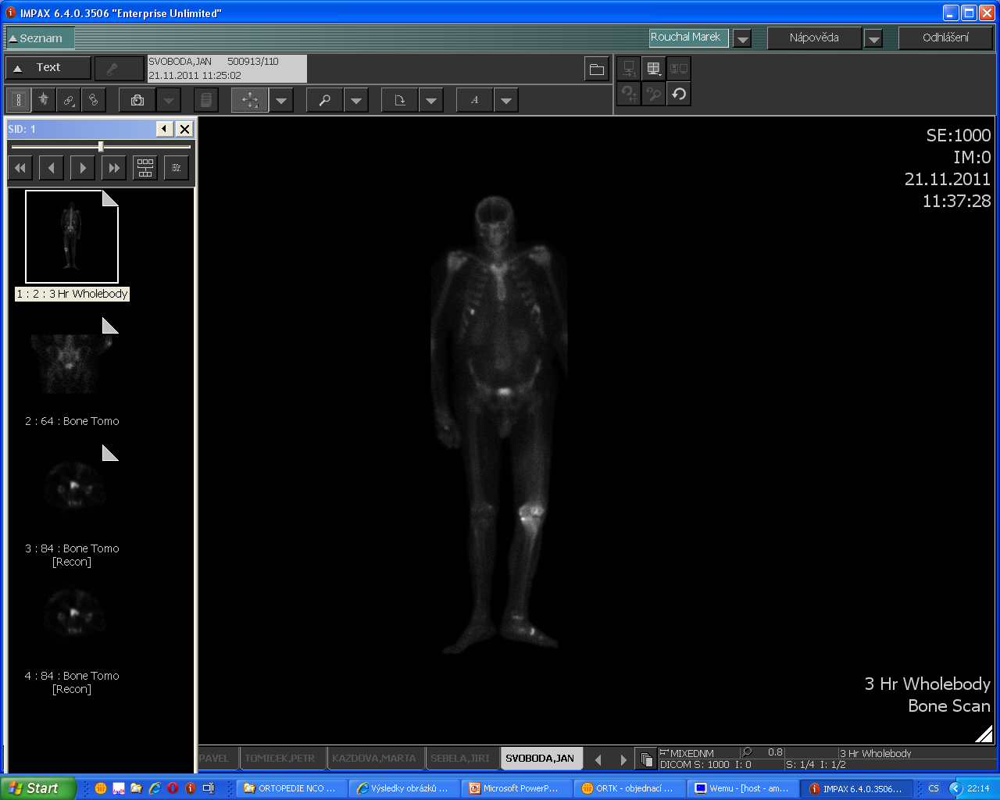 IMPAX 6.4.0.3506 "Enterprise Unlimited"
Seznam
Rouchal Marek
Nápověda
Odhlášení
Text
SVOBODA,JAN 500913/110
21.11.2011 11:25:02
A
SID: 1
1 : 2 : 3 Hr Wholebody
2 : 64 : Bone Tomo
3 : 84 : Bone Tomo
[Recon]
4 : 84 : Bone Tomo
[Recon]
SE:1000
IM:0
21.11.2011
11:37:28
3 Hr Wholebody
Bone Scan
PAVEL
TOMICEK,PETR
KAZDOVA,MARTA
SEBELA,JIRI
SVOBODA,JAN
MIXEDNM 0.8 3 Hr Wholebody
DICOM S: 1000 I: 0 S: 1/4 I: 1/2
Start
ORTOPEDIE NCO ...
Výsledky obrázků ...
Microsoft PowerP...
ORTK - objednací ...
Wemu - [host - am...
IMPAX 6.4.0.3506...
CS
22:14